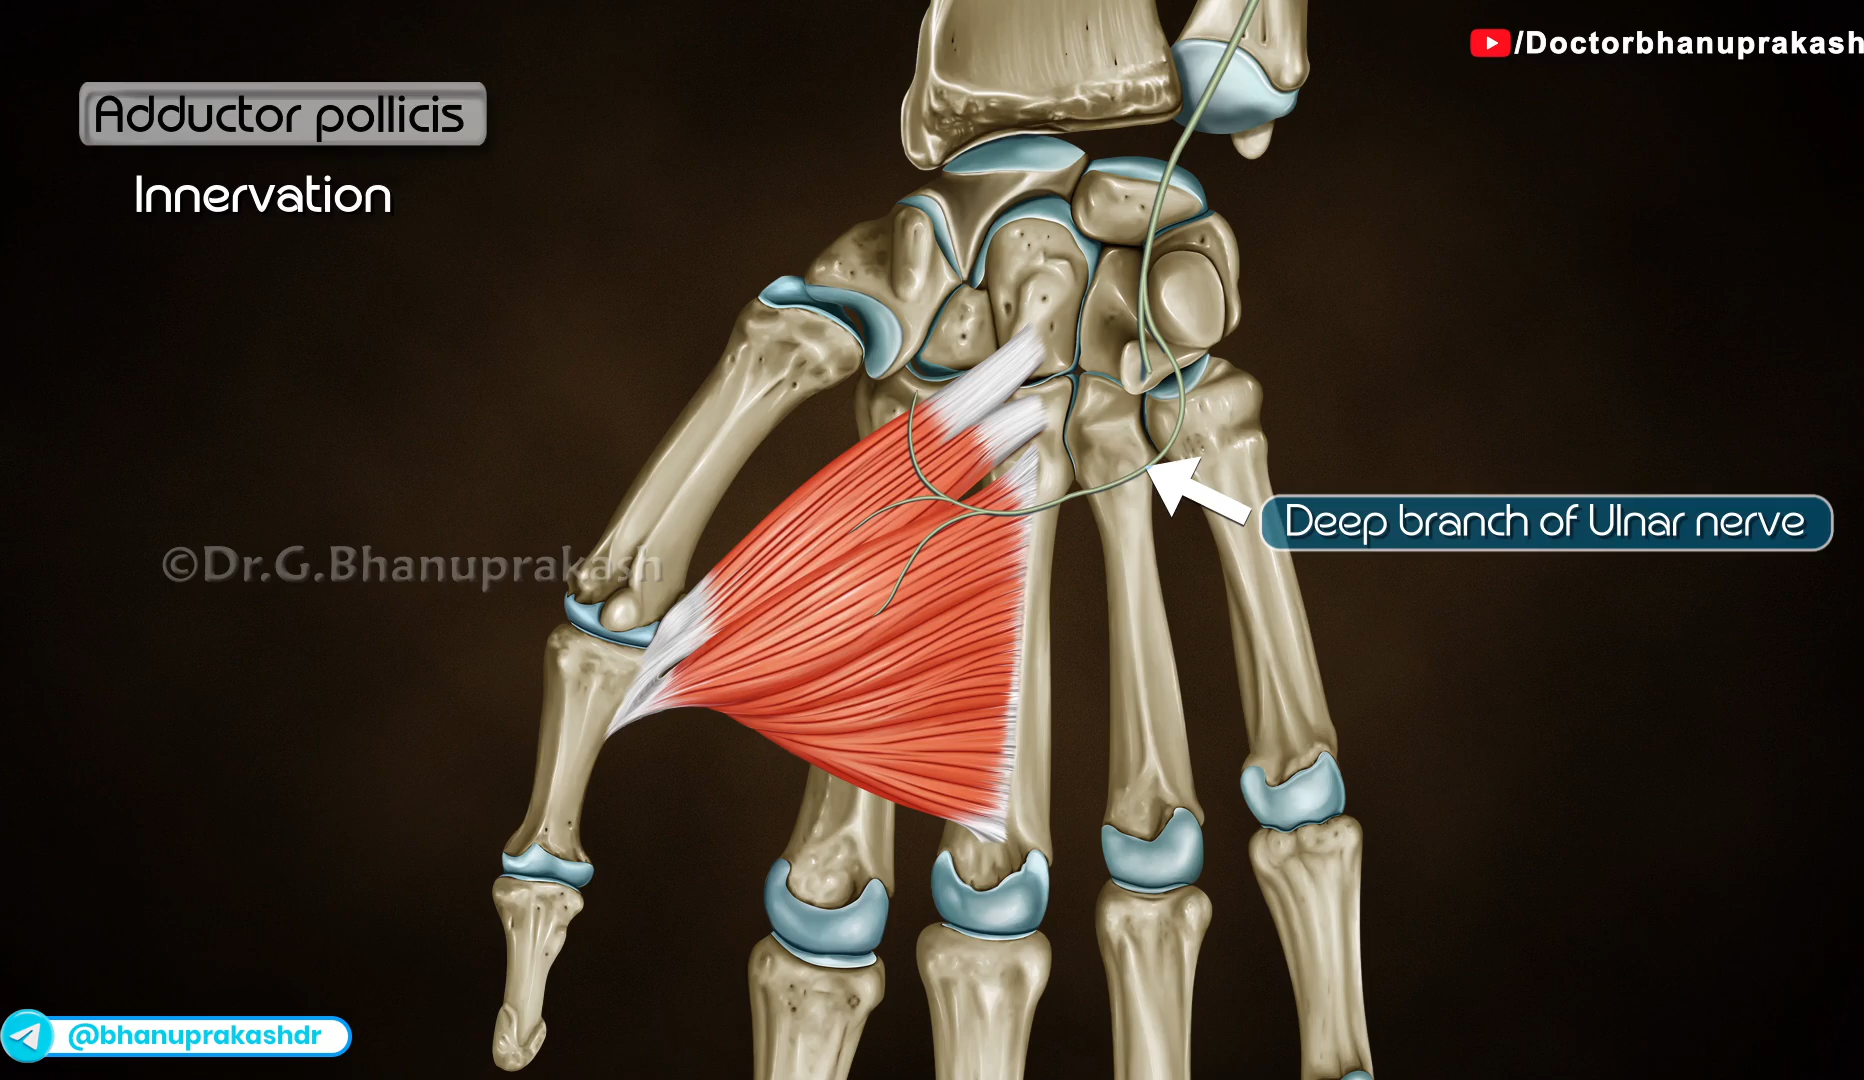 /Doctorbhanuprakash
Adductor pollicis
Innervation
Deep branch of Ulnar nerve
©Dr.G.Bhanuprakash
@bhanuprakashdr